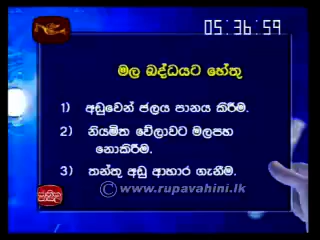 05:36:59
මල බද්ධයට හේතු
1) අඩුවෙන් ජලය පානය කිරීම.
2) නියමිත වේලාවට මලපහ
නොකිරීම.
3) තන්තු අඩු ආහාර ගැනීම.
©www.rupavahini.lk